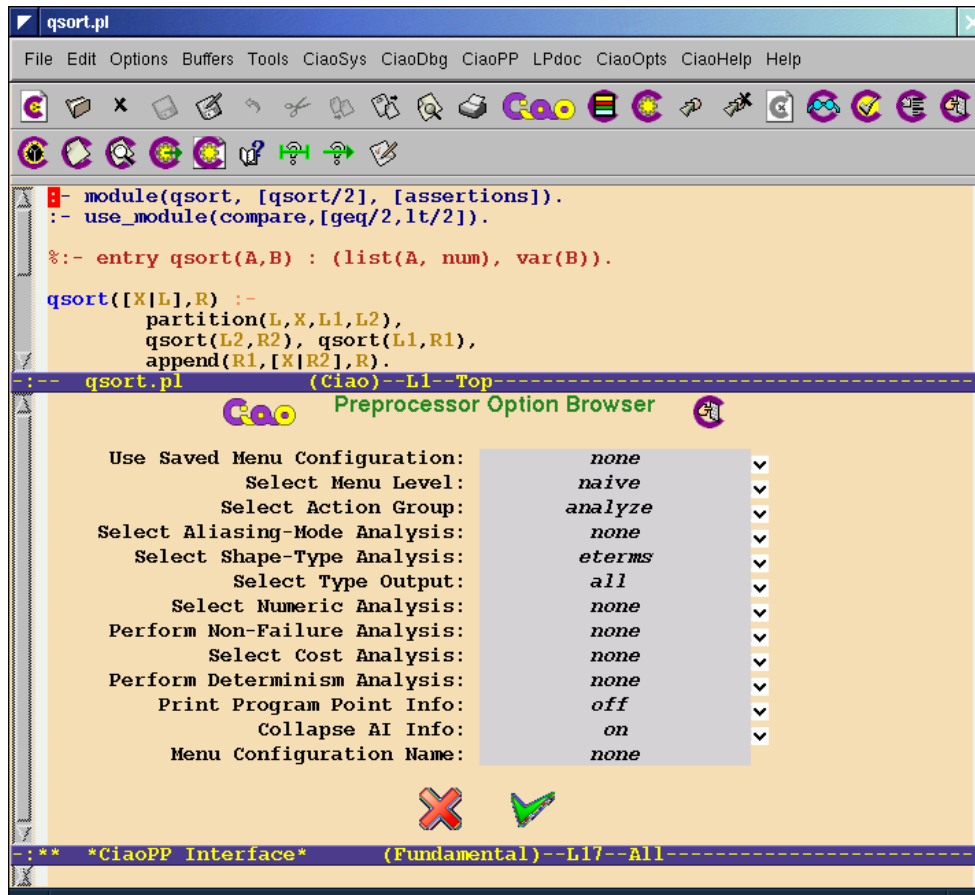 qsort.pl
File Edit Options Buffers Tools CiaoSys CiaoDbg CiaoPP LPdoc CiaoOpts CiaoHelp Help
Ciao
:- module(qsort, [qsort/2], [assertions]).
:- use_module(compare,[geq/2,lt/2]).
%:- entry qsort(A,B) : (list(A, num), var(B)).
qsort([X|L],R) :-
partition(L,X,L1,L2),
qsort(L2,R2), qsort(L1,R1),
append(R1,[X|R2],R).
-:-- qsort.pl (Ciao)--L1--Top----------------------------------------
Ciao Preprocessor Option Browser
Use Saved Menu Configuration: none
Select Menu Level: naive
Select Action Group: analyze
Select Aliasing-Mode Analysis: none
Select Shape-Type Analysis: eterms
Select Type Output: all
Select Numeric Analysis: none
Perform Non-Failure Analysis: none
Select Cost Analysis: none
Perform Determinism Analysis: none
Print Program Point Info: off
Collapse AI Info: on
Menu Configuration Name: none
-:** *CiaoPP Interface* (Fundamental)--L17--All-------------------------